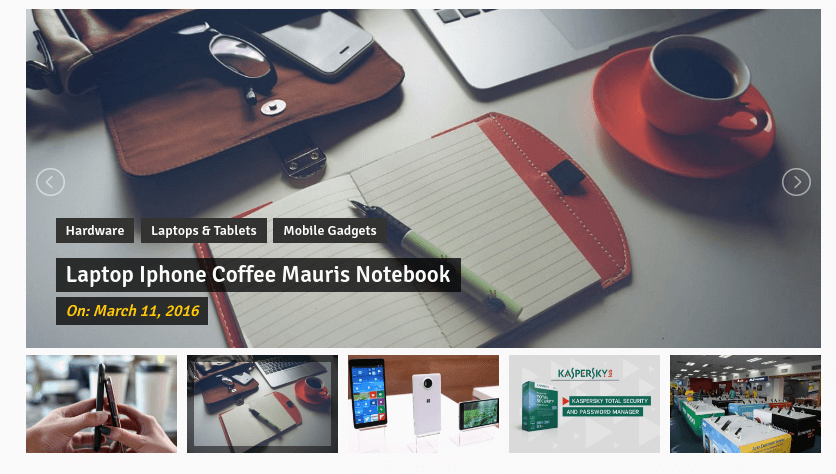 Hardware
Laptops & Tablets
Mobile Gadgets
Laptop Iphone Coffee Mauris Notebook
On: March 11, 2016
KASPERSKY
KASPERSKY TOTAL SECURITY
AND PASSWORD MANAGER